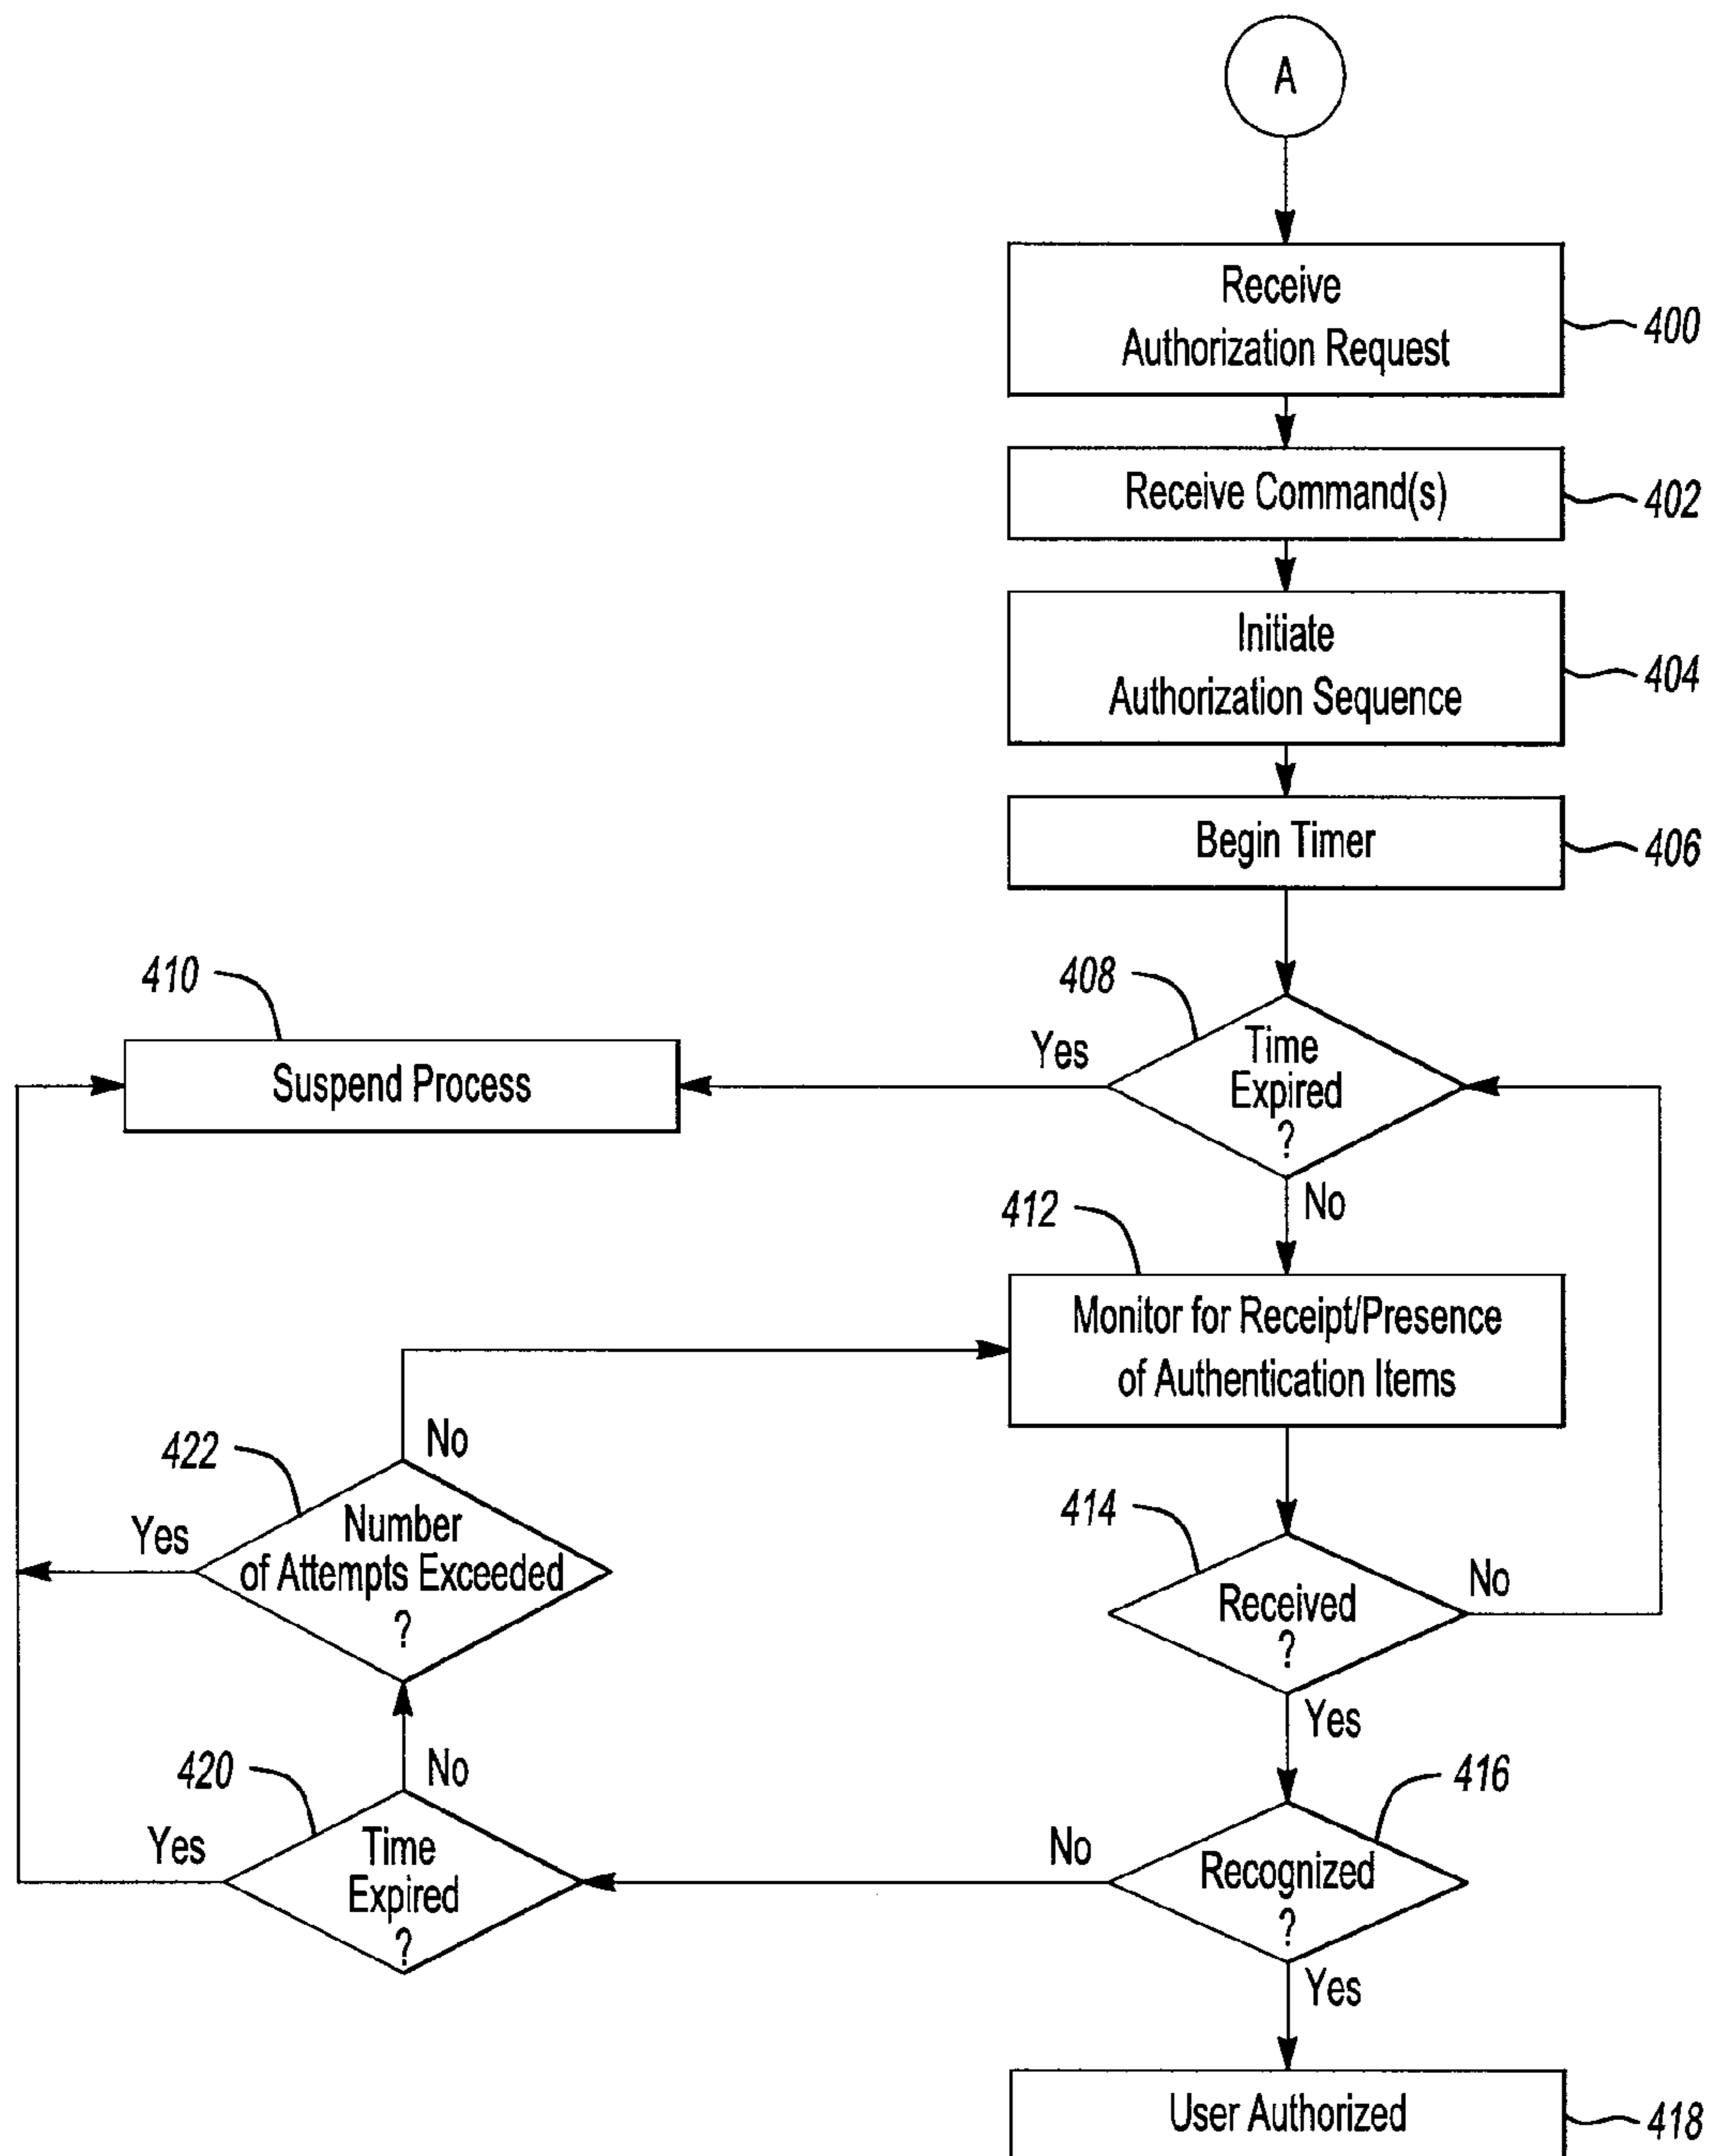 A
Receive
Authorization Request
400
Receive Command(s)
402
Initiate
Authorization Sequence
404
Begin Timer
406
410
408
Suspend Process
Yes
Time
Expired
?
No
412
Monitor for Receipt/Presence
of Authentication Items
No
422
Number
of Attempts Exceeded
?
Yes
414
Received
?
No
Yes
420
No
Time
Expired
?
Yes
416
No
Recognized
?
Yes
User Authorized
418